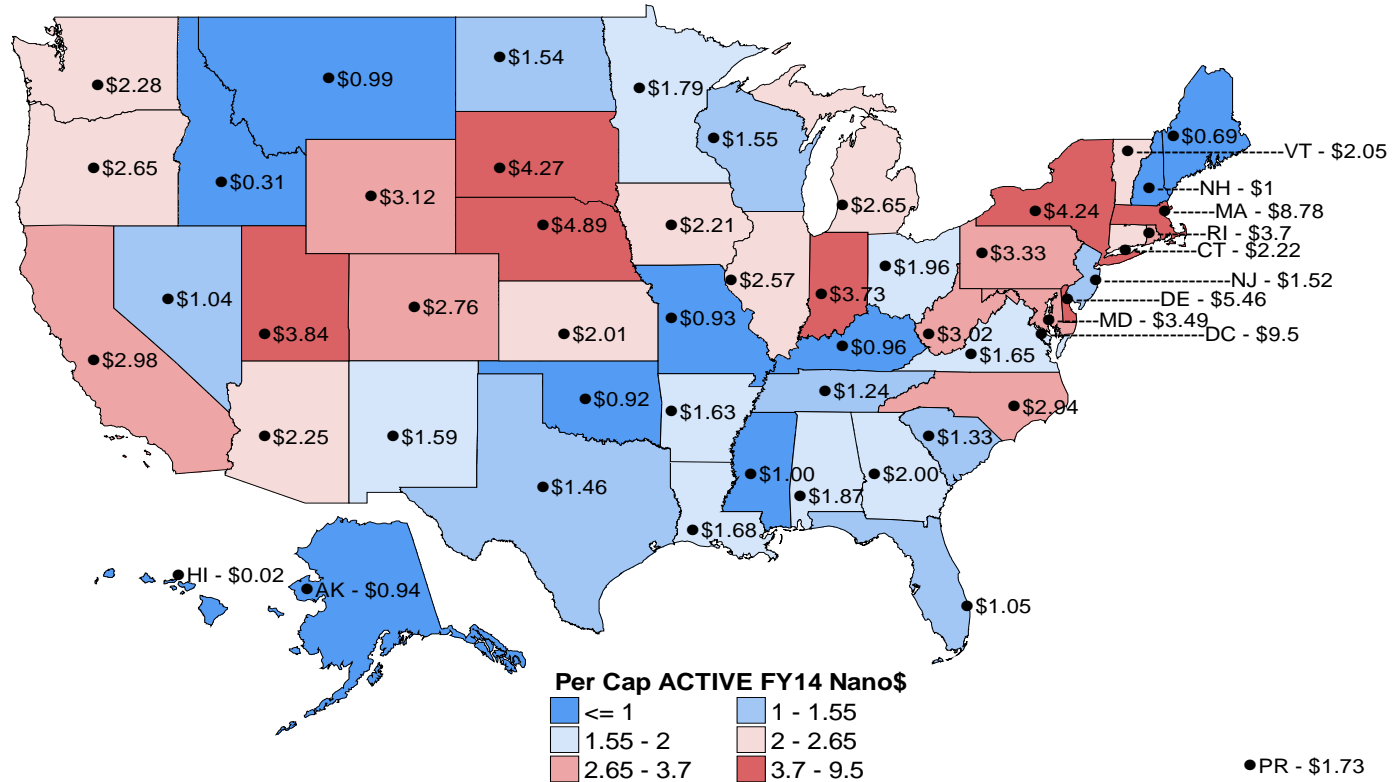 $1.54
$0.99
$1.79
$2.28
$1.55
$0.69
VT - $2.05
$2.65
$4.27
$0.31
NH - $1
$3.12
$2.65
$4.24
MA - $8.78
$4.89
$2.21
RI - $3.7
CT - $2.22
$3.33
$1.96
$2.57
NJ - $1.52
$3.73
$1.04
DE - $5.46
$2.76
$0.93
MD - $3.49
$3.84
$2.01
$3.02
DC - $9.5
$0.96
$1.65
$2.98
$1.24
$0.92
$2.94
$1.63
$2.25
$1.59
$1.33
$1.00
$2.00
$1.46
$1.87
$1.68
HI - $0.02
AK - $0.94
$1.05
Per Cap ACTIVE FY14 Nano$
<= 1
1 - 1.55
1.55 - 2
2 - 2.65
2.65 - 3.7
3.7 - 9.5
PR - $1.73